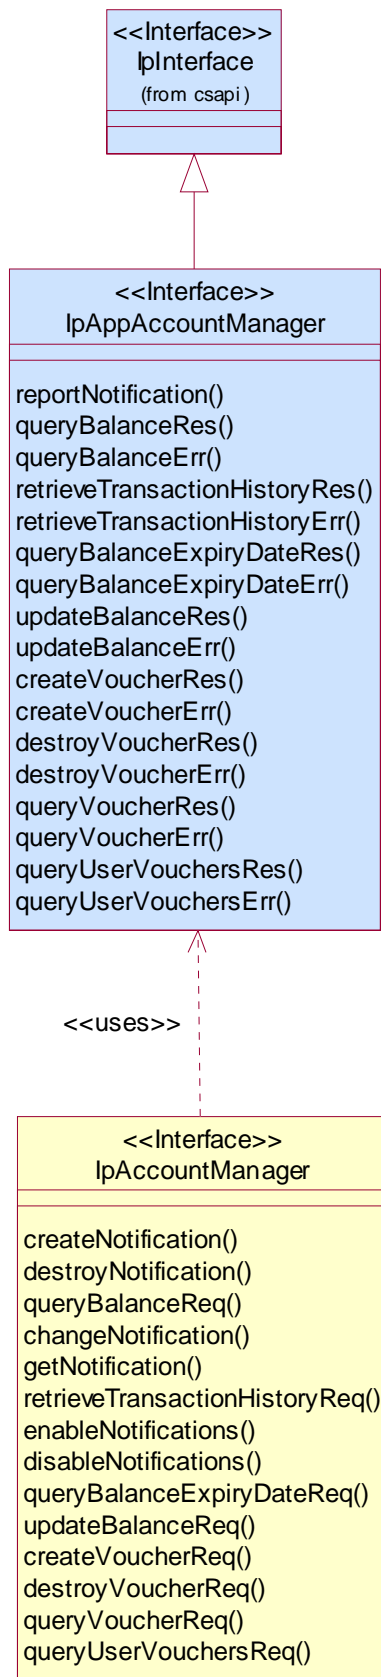 <<Interface>>
IpInterface
(from csapi)
<<Interface>>
IpAppAccountManager
reportNotification()
queryBalanceRes()
queryBalanceErr()
retrieveTransactionHistoryRes()
retrieveTransactionHistoryErr()
queryBalanceExpiryDateRes()
queryBalanceExpiryDateErr()
updateBalanceRes()
updateBalanceErr()
createVoucherRes()
createVoucherErr()
destroyVoucherRes()
destroyVoucherErr()
queryVoucherRes()
queryVoucherErr()
queryUserVouchersRes()
queryUserVouchersErr()
<<uses>>
<<Interface>>
IpAccountManager
createNotification()
destroyNotification()
queryBalanceReq()
changeNotification()
getNotification()
retrieveTransactionHistoryReq()
enableNotifications()
disableNotifications()
queryBalanceExpiryDateReq()
updateBalanceReq()
createVoucherReq()
destroyVoucherReq()
queryVoucherReq()
queryUserVouchersReq()